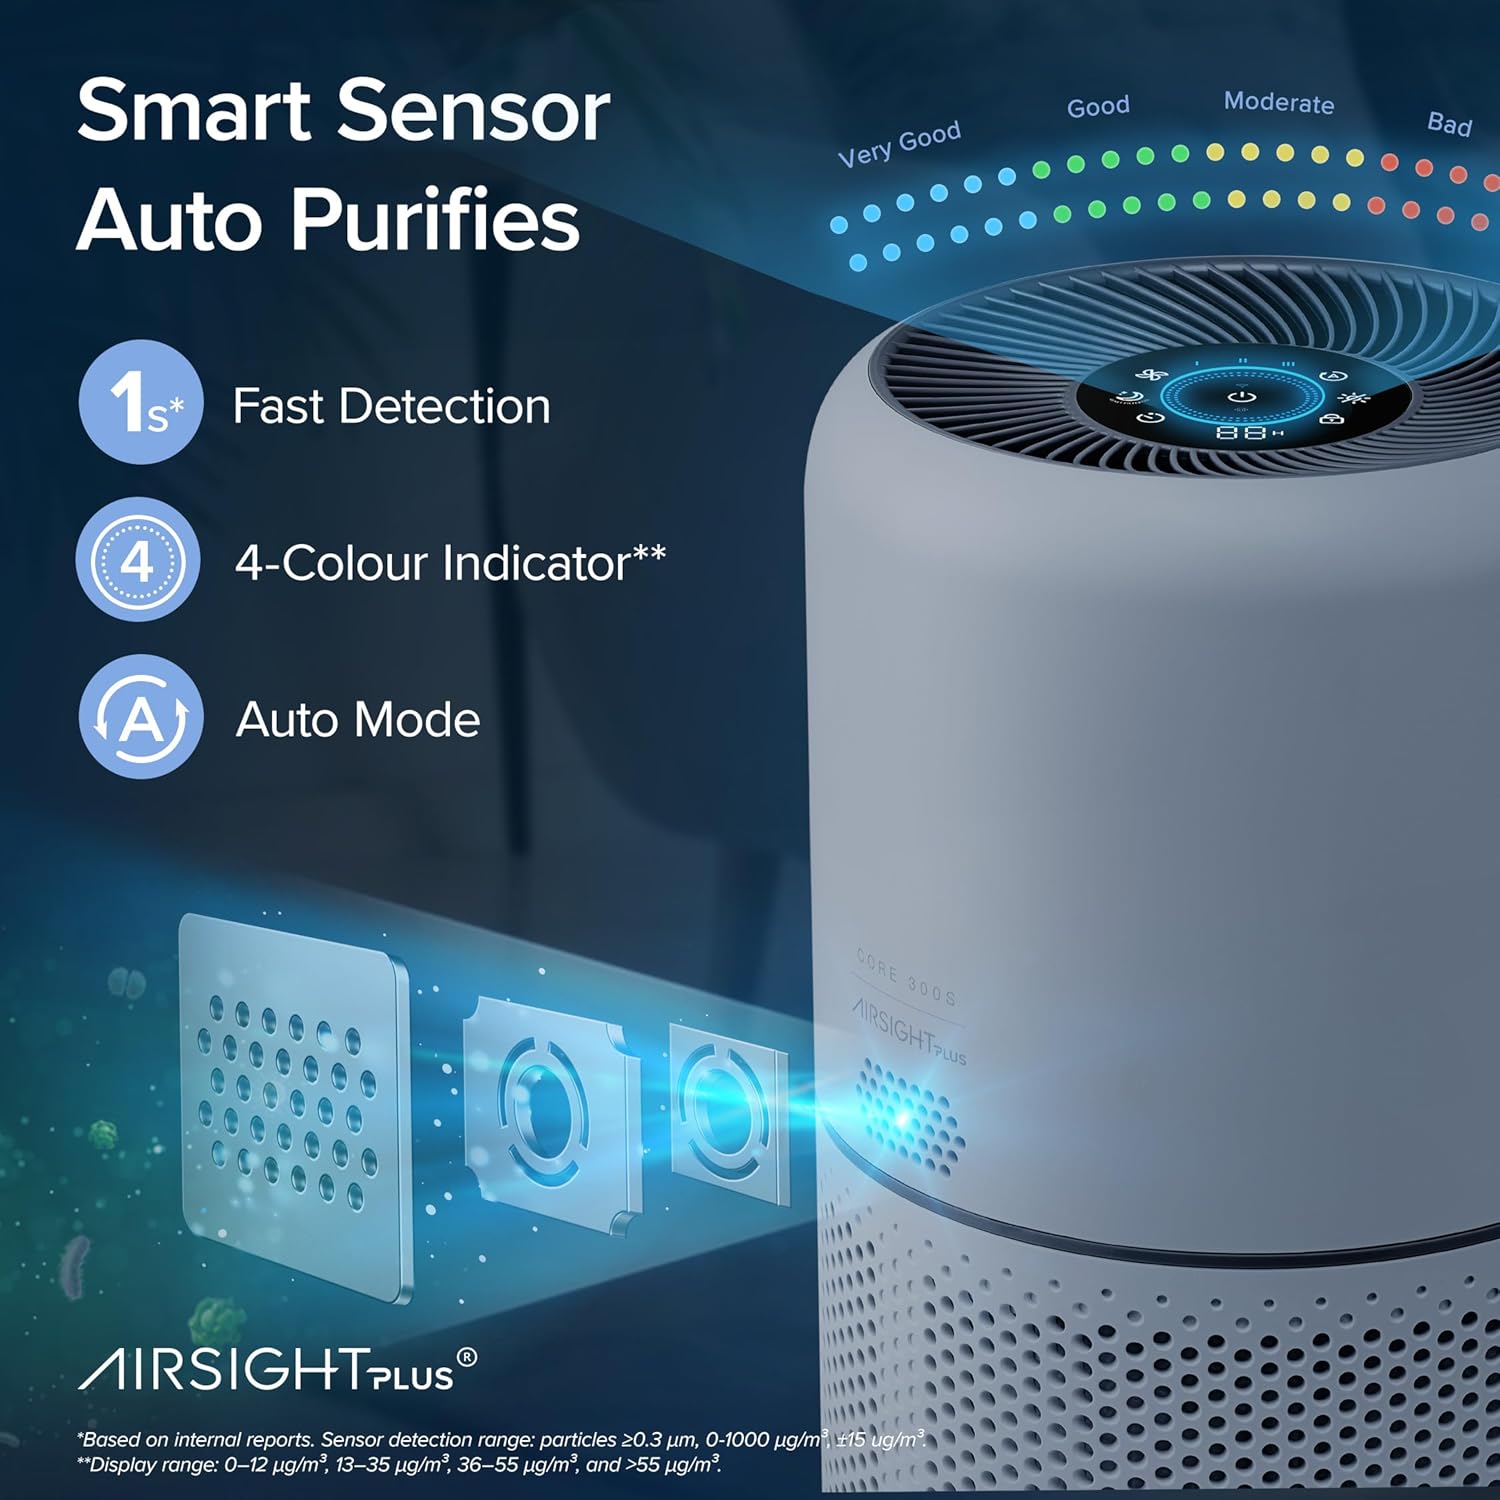 Smart Sensor
Auto Purifies
Very Good
Good
Moderate
Bad
1s*
Fast Detection
4
4-Colour Indicator**
A
Auto Mode
CORE 300S
AIRSIGHTPLUS
AIRSIGHTPLUS®
*Based on internal reports. Sensor detection range: particles ≥0.3 μm, 0-1000 μg/m³, ±15 ug/m³.
**Display range: 0–12 μg/m³, 13–35 μg/m³, 36–55 μg/m³, and >55 μg/m³.